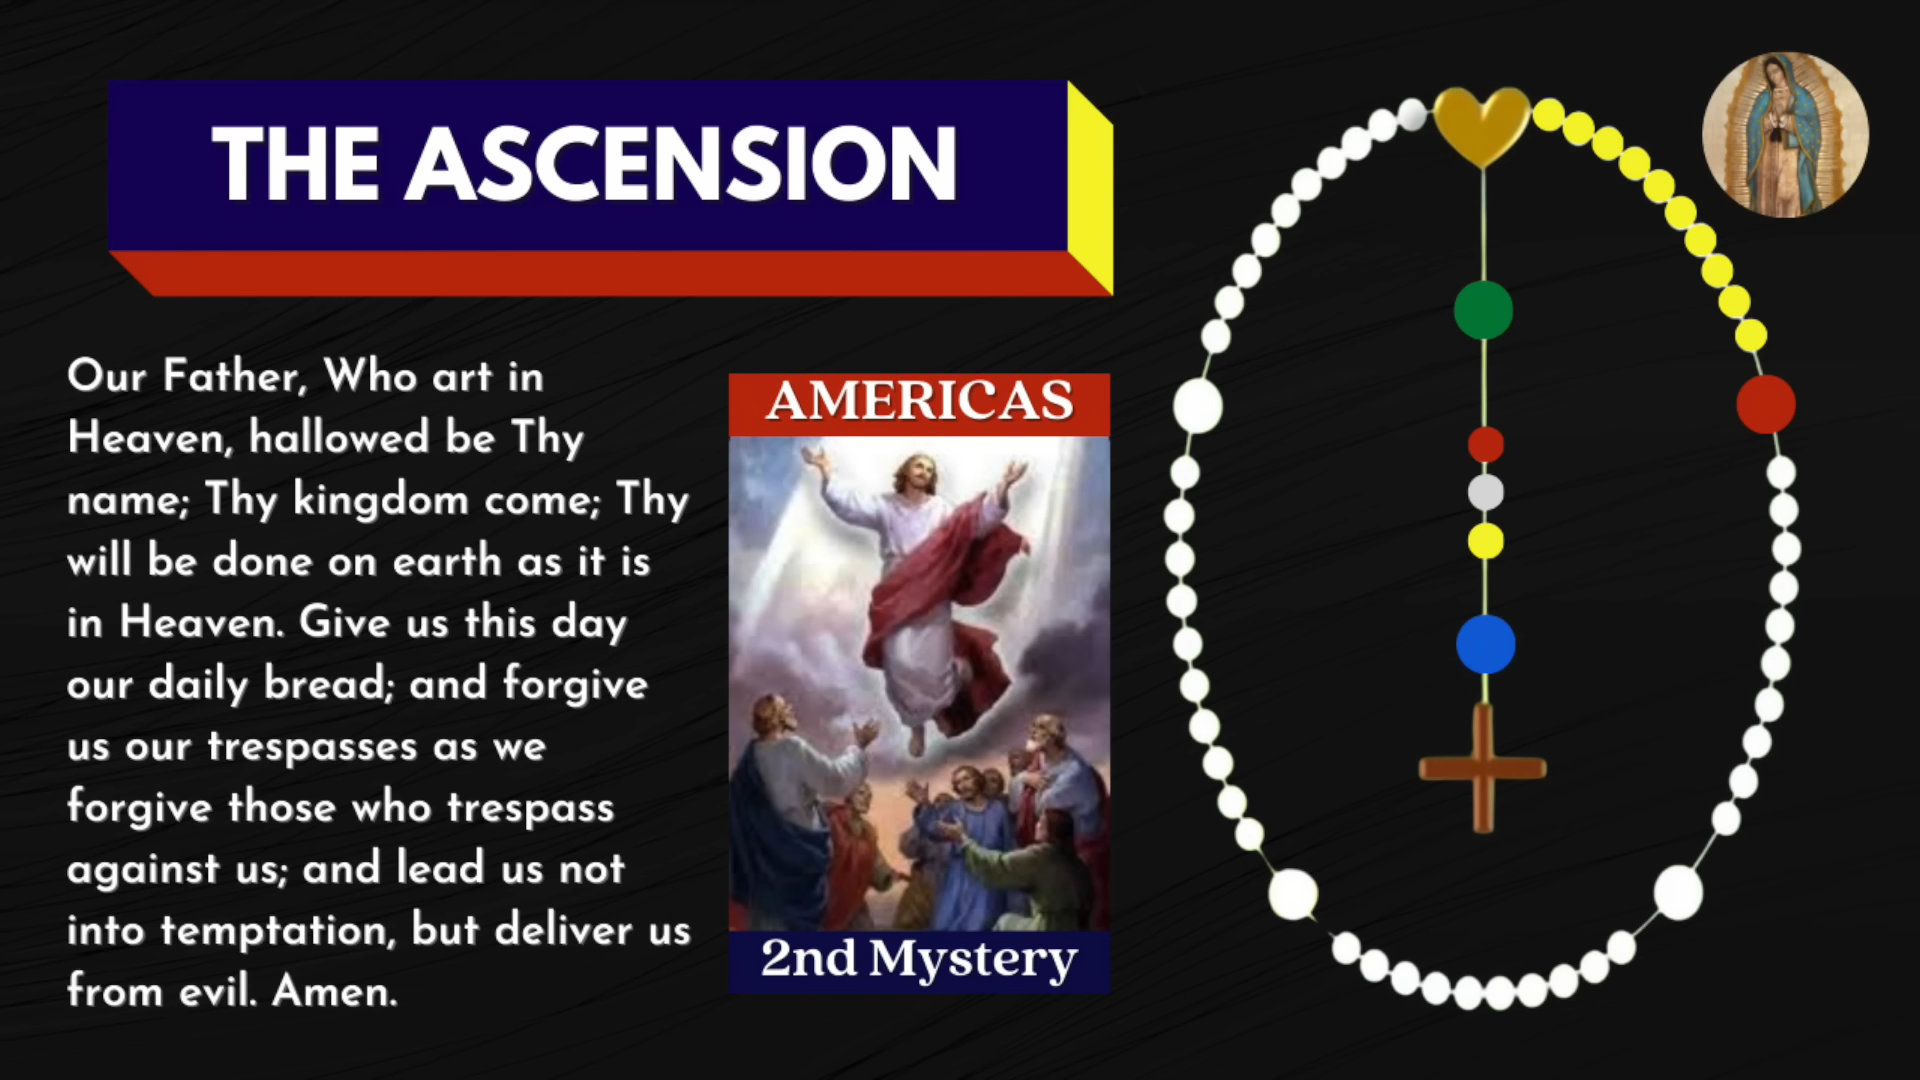 THE ASCENSION
Our Father, Who art in
Heaven, hallowed be Thy
name; Thy kingdom come; Thy
will be done on earth as it is
in Heaven. Give us this day
our daily bread; and forgive
us our trespasses as we
forgive those who trespass
against us; and lead us not
into temptation, but deliver us
from evil. Amen.
AMERICAS
2nd Mystery